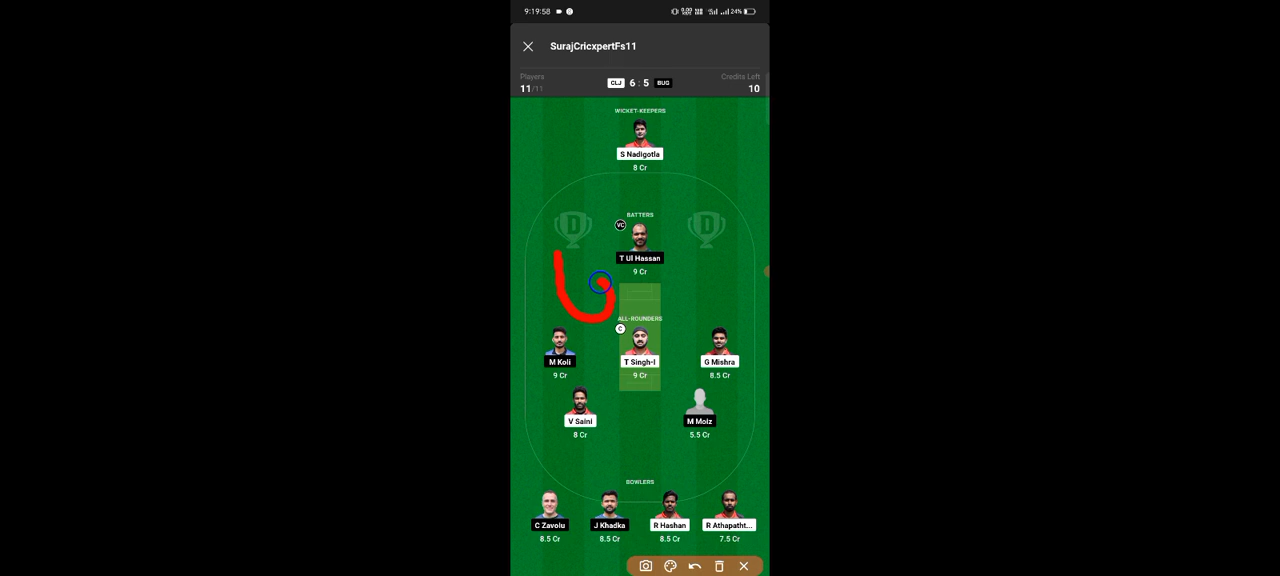 9:19:58 24%
SurajCricxpertFs11
Players Credits Left
11/11 CLJ 6 : 5 BUG 10
WICKET-KEEPERS
S Nadigotla
8 Cr
BATTERS
VC
T Ul Hassan
9 Cr
ALL-ROUNDERS
C
M Koli T Singh-I G Mishra
9 Cr 9 Cr 8.5 Cr
V Saini M Moiz
8 Cr 5.5 Cr
BOWLERS
C Zavoiu J Khadka R Hashan R Athapatht...
8.5 Cr 8.5 Cr 8.5 Cr 7.5 Cr